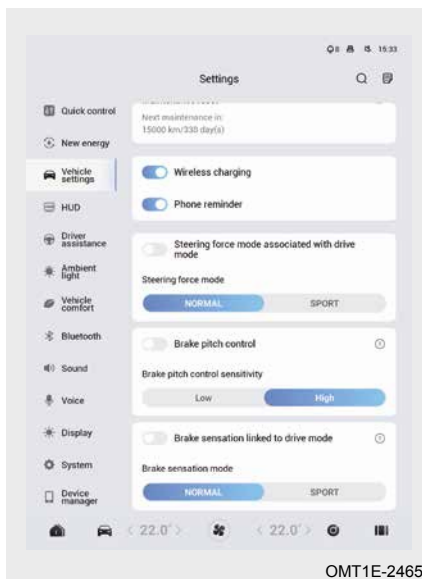 8 15:33
Settings
Quick control
New energy
Vehicle
settings
HUD
Driver
assistance
Ambient
light
Vehicle
comfort
Bluetooth
Sound
Voice
Display
System
Device
manager
Next maintenance in:
15000 km/330 day(s)
Wireless charging
Phone reminder
Steering force mode associated with drive
mode
Steering force mode
NORMAL SPORT
Brake pitch control
Brake pitch control sensitivity
Low High
Brake sensation linked to drive mode
Brake sensation mode
NORMAL SPORT
< 22.0° > < 22.0° >
OMT1E-2465